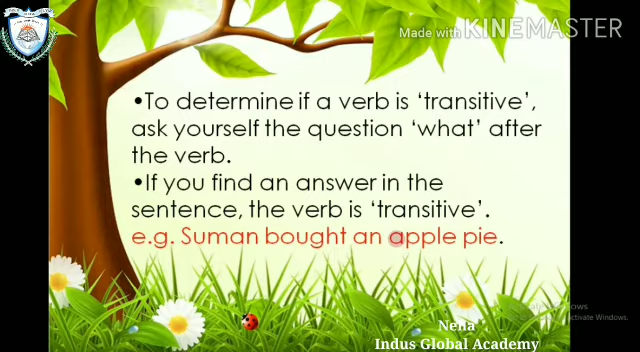 Made with KINEMASTER
•To determine if a verb is ‘transitive’,
ask yourself the question ‘what’ after
the verb.
•If you find an answer in the
sentence, the verb is ‘transitive’.
e.g. Suman bought an apple pie.
Neha
Indus Global Academy